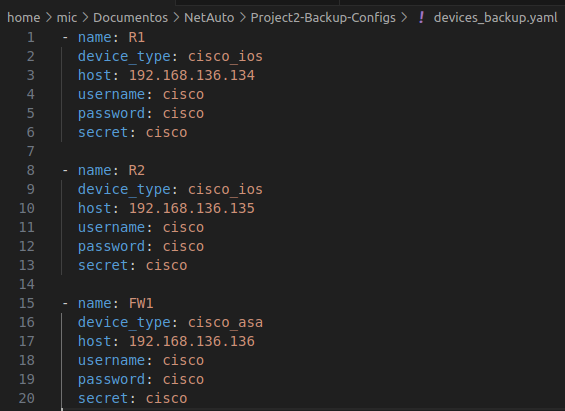 home > mic > Documentos > NetAuto > Project2-Backup-Configs > ! devices_backup.yaml
1 - name: R1
2 device_type: cisco_ios
3 host: 192.168.136.134
4 username: cisco
5 password: cisco
6 secret: cisco
7
8 - name: R2
9 device_type: cisco_ios
10 host: 192.168.136.135
11 username: cisco
12 password: cisco
13 secret: cisco
14
15 - name: FW1
16 device_type: cisco_asa
17 host: 192.168.136.136
18 username: cisco
19 password: cisco
20 secret: cisco